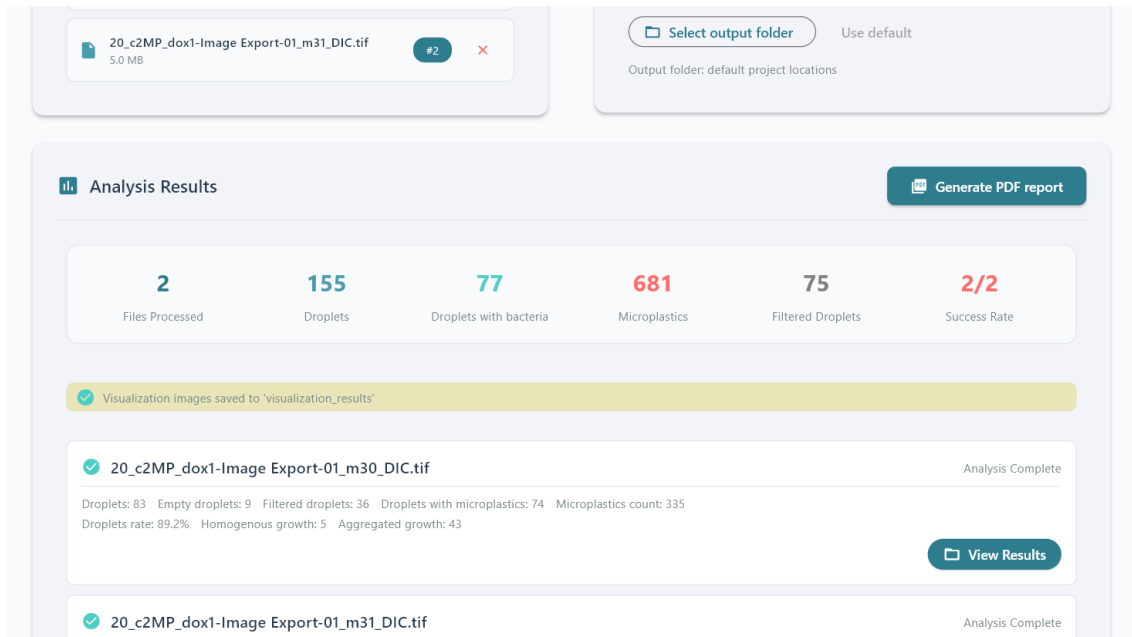 20_c2MP_dox1-Image Export-01_m31_DIC.tif
5.0 MB
#2
Select output folder
Use default
Output folder: default project locations
Analysis Results
PDF
Generate PDF report
2
155
77
681
75
2/2
Files Processed
Droplets
Droplets with bacteria
Microplastics
Filtered Droplets
Success Rate
Visualization images saved to 'visualization_results'
20_c2MP_dox1-Image Export-01_m30_DIC.tif
Analysis Complete
Droplets: 83 Empty droplets: 9 Filtered droplets: 36 Droplets with microplastics: 74 Microplastics count: 335
Droplets rate: 89.2% Homogenous growth: 5 Aggregated growth: 43
View Results
20_c2MP_dox1-Image Export-01_m31_DIC.tif
Analysis Complete